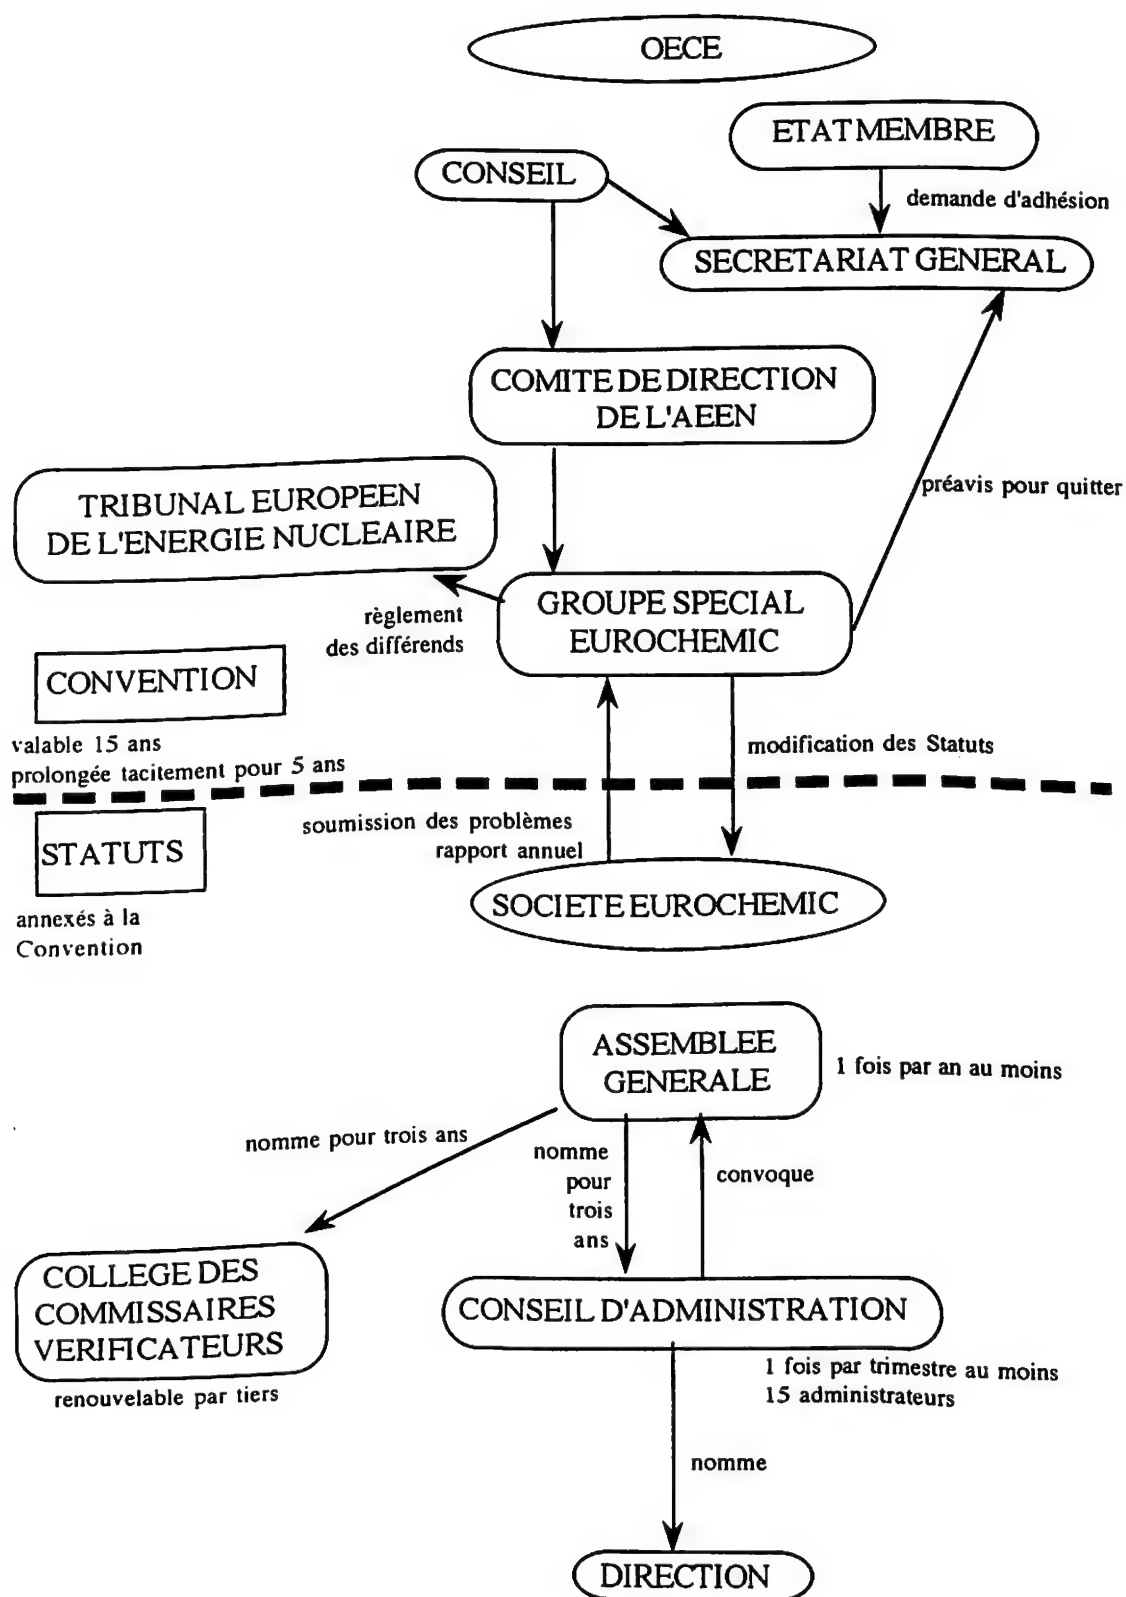 OECE
ETAT MEMBRE
CONSEIL
demande d'adhésion
SECRETARIAT GENERAL
COMITE DE DIRECTION
DE L'AEEN
préavis pour quitter
TRIBUNAL EUROPEEN
DE L'ENERGIE NUCLEAIRE
GROUPE SPECIAL
EUROCHEMIC
règlement
des différends
CONVENTION
valable 15 ans
prolongée tacitement pour 5 ans
modification des Statuts
STATUTS
annexés à la
Convention
soumission des problèmes
rapport annuel
SOCIETE EUROCHEMIC
ASSEMBLEE
GENERALE
1 fois par an au moins
nomme pour trois ans
nomme
pour
trois
ans
convoque
COLLEGE DES
COMMISSAIRES
VERIFICATEURS
renouvelable par tiers
CONSEIL D'ADMINISTRATION
1 fois par trimestre au moins
15 administrateurs
nomme
DIRECTION